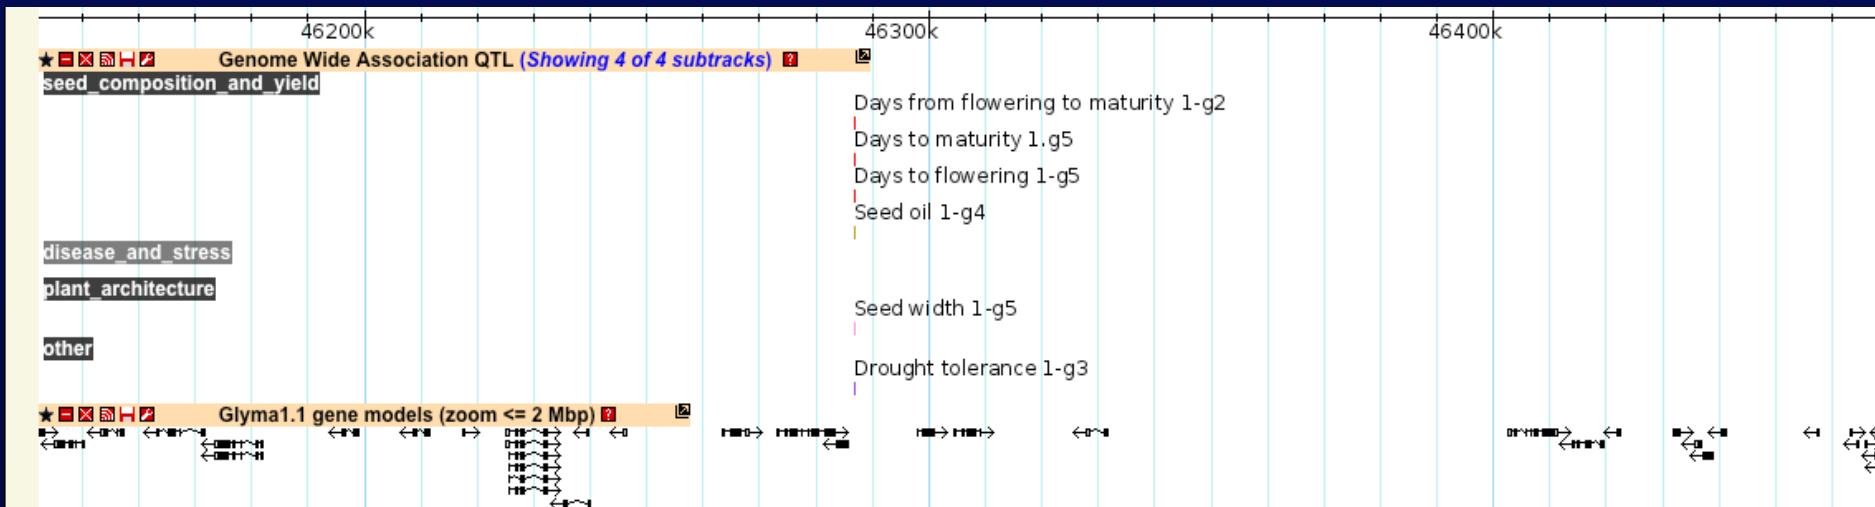 46200k 46300k 46400k
Genome Wide Association QTL (Showing 4 of 4 subtracks) ?
seed_composition_and_yield
Days from flowering to maturity 1-g2
Days to maturity 1.g5
Days to flowering 1-g5
Seed oil 1-g4
disease_and_stress
plant_architecture
Seed width 1-g5
other
Drought tolerance 1-g3
Glyma1.1 gene models (zoom <= 2 Mbp) ?